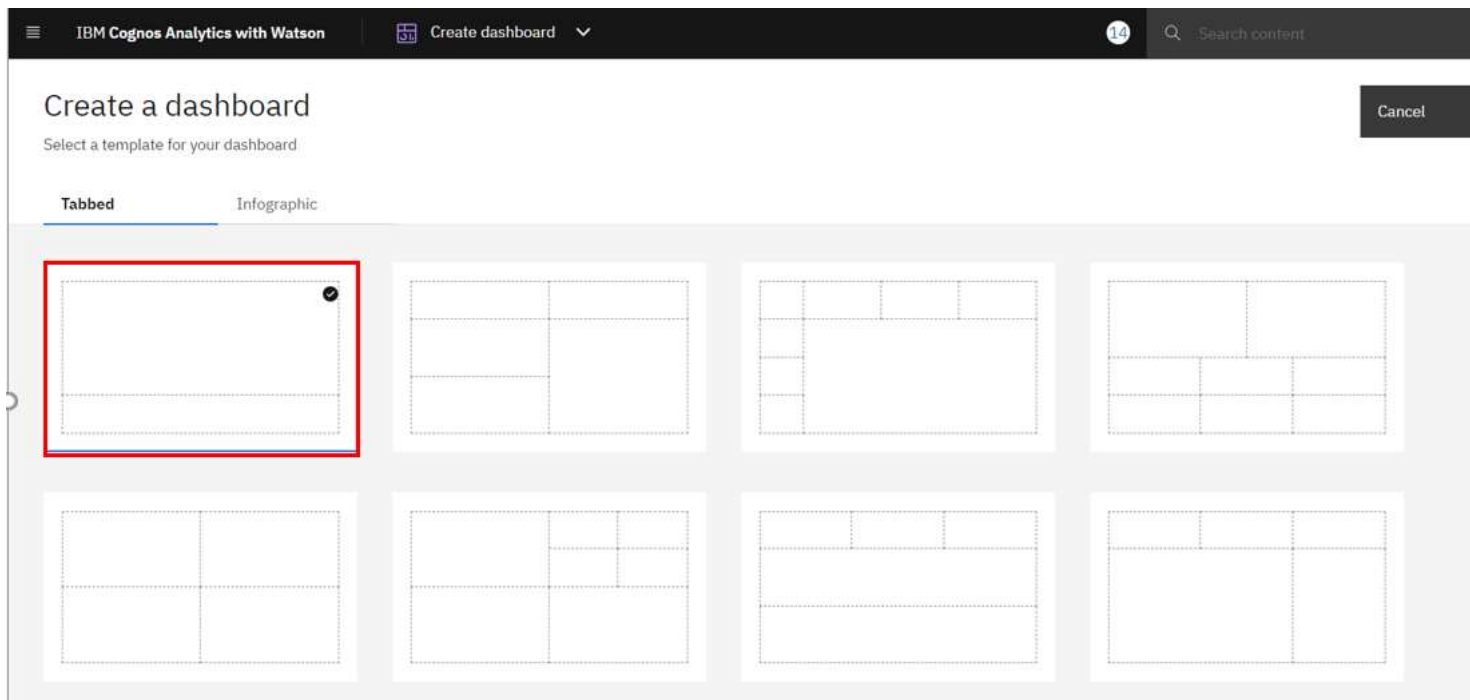 IBM Cognos Analytics with Watson
Create dashboard
14
Search content
Create a dashboard
Cancel
Select a template for your dashboard
Tabbed
Infographic